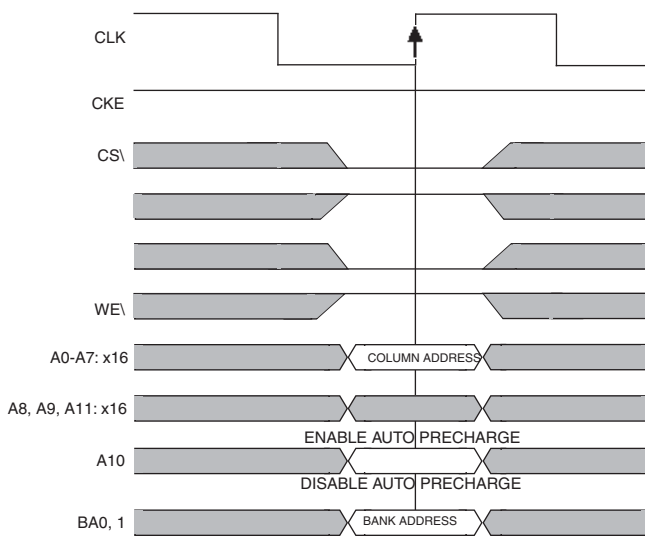 CLK
CKE
CS\
WE\
A0-A7: x16
COLUMN ADDRESS
A8, A9, A11: x16
ENABLE AUTO PRECHARGE
A10
DISABLE AUTO PRECHARGE
BA0, 1
BANK ADDRESS